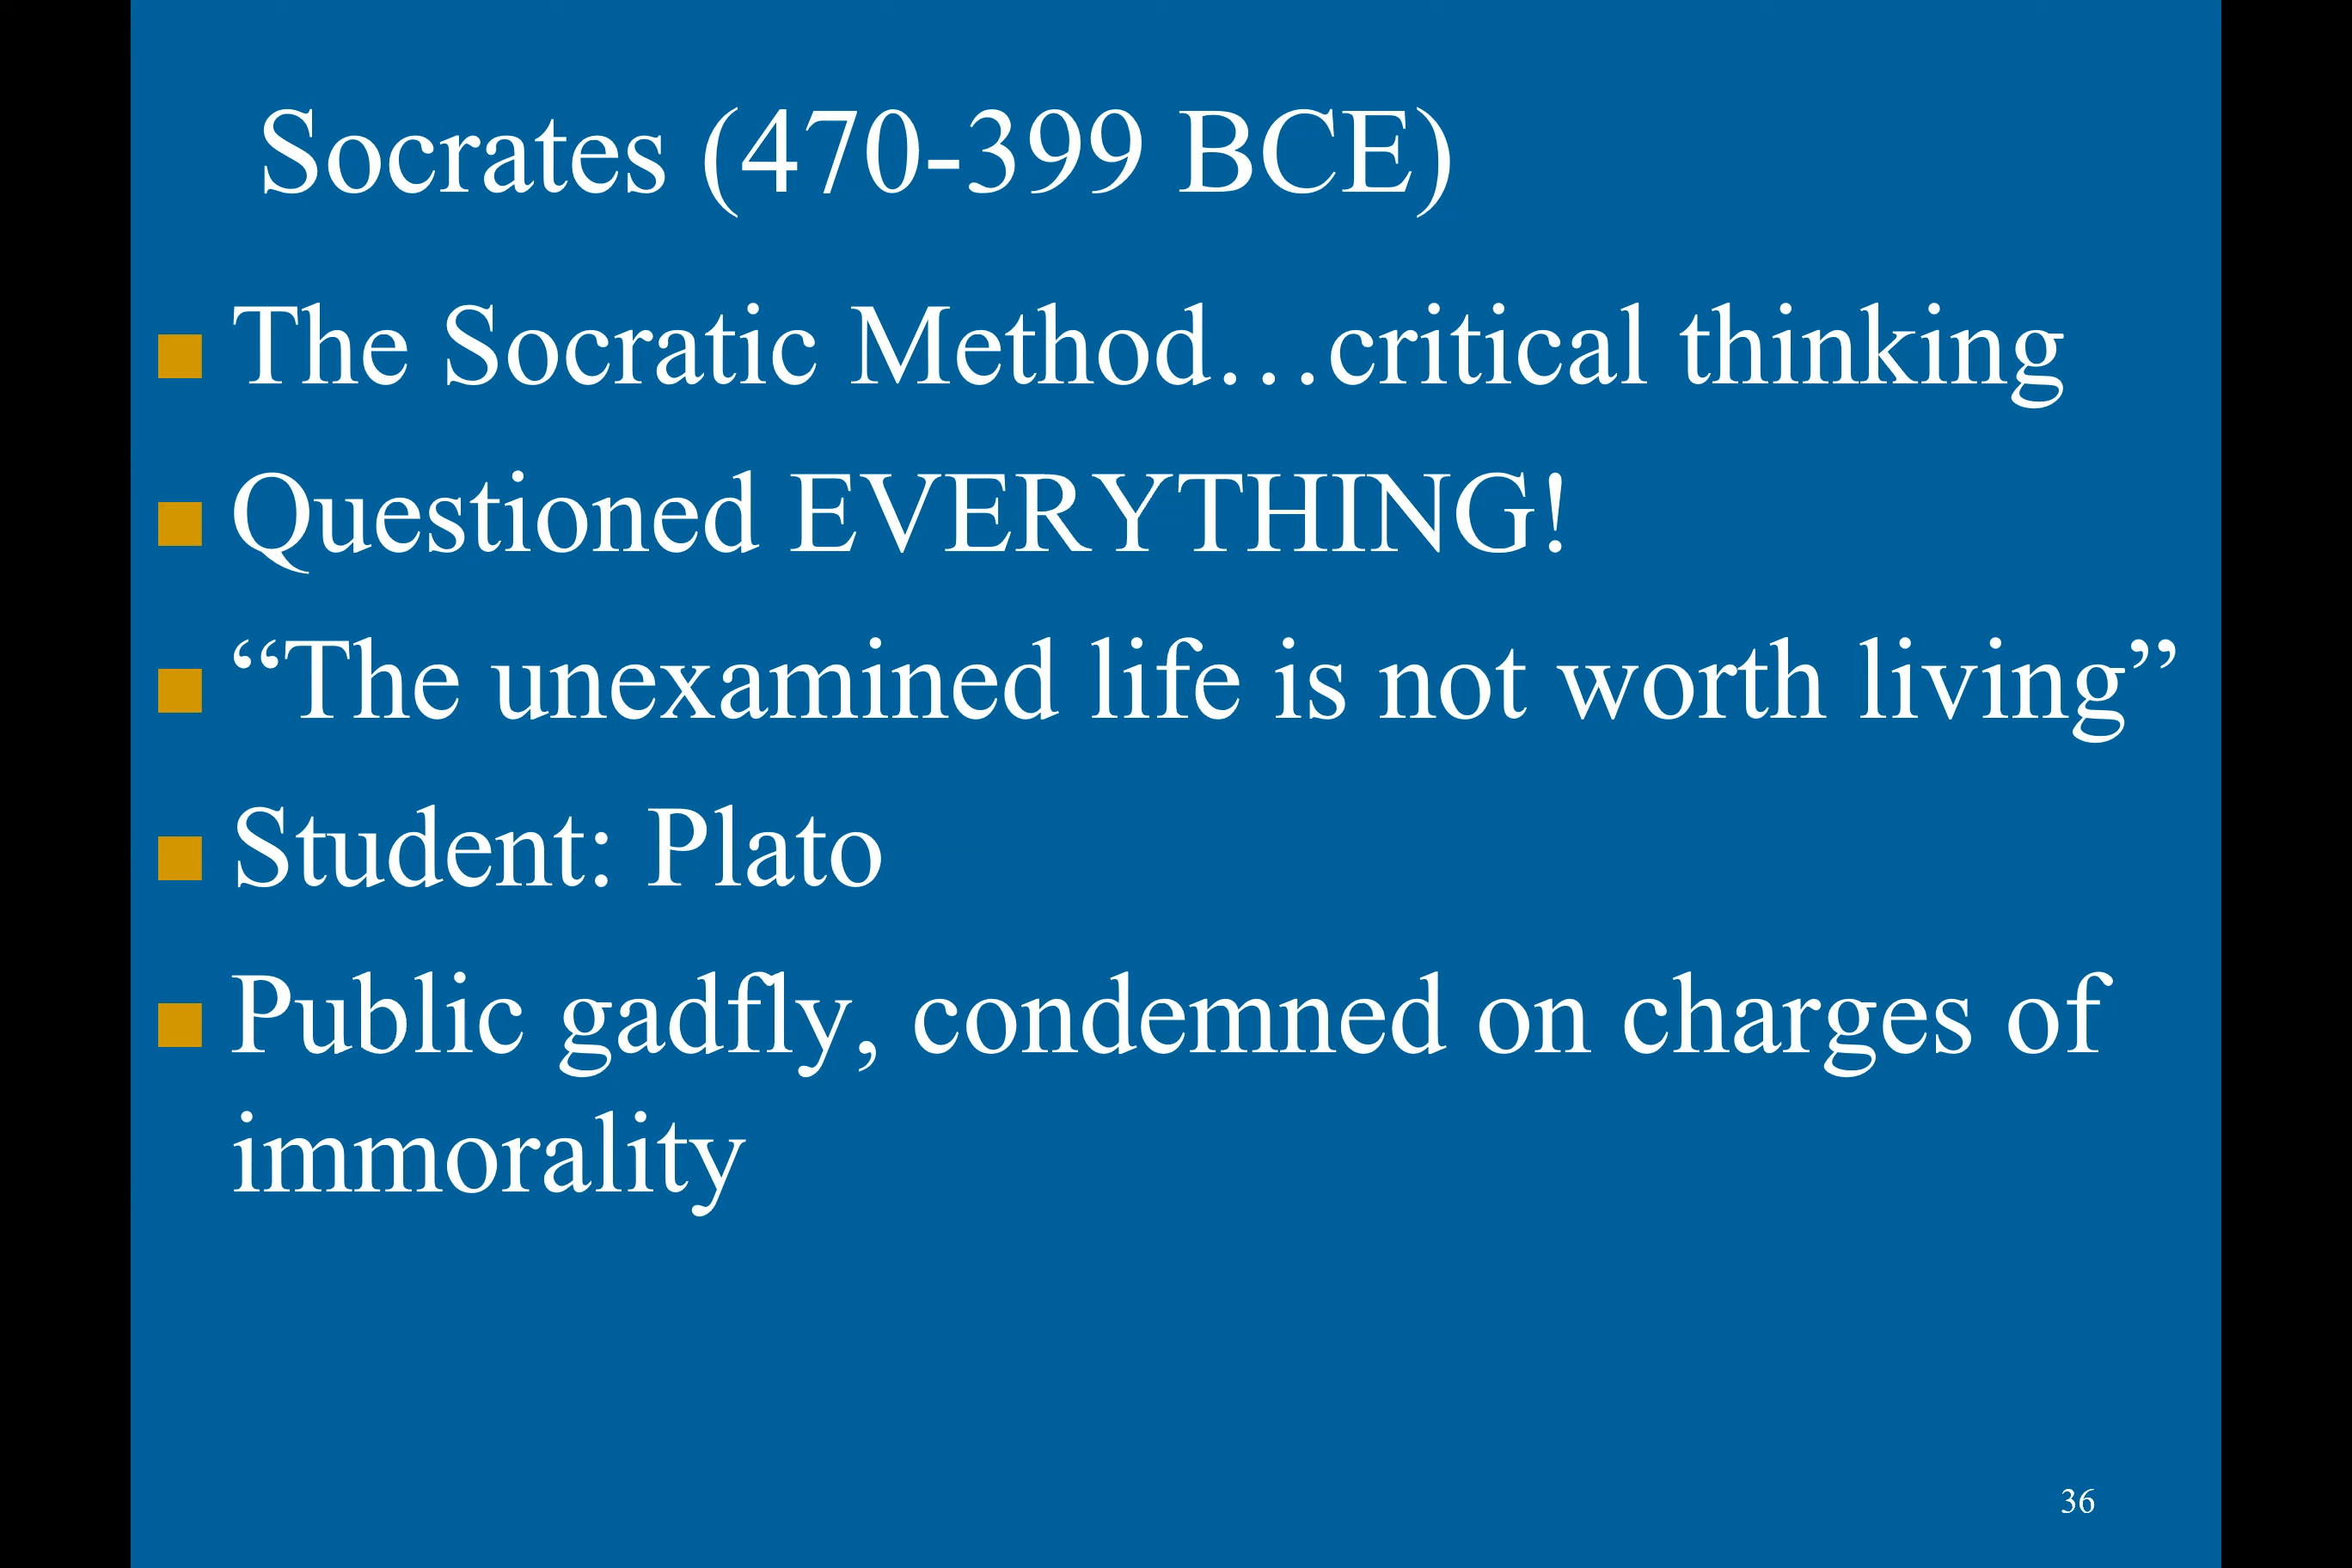 Socrates (470-399 BCE)
The Socratic Method…critical thinking
Questioned EVERYTHING!
“The unexamined life is not worth living”
Student: Plato
Public gadfly, condemned on charges of
immorality
36